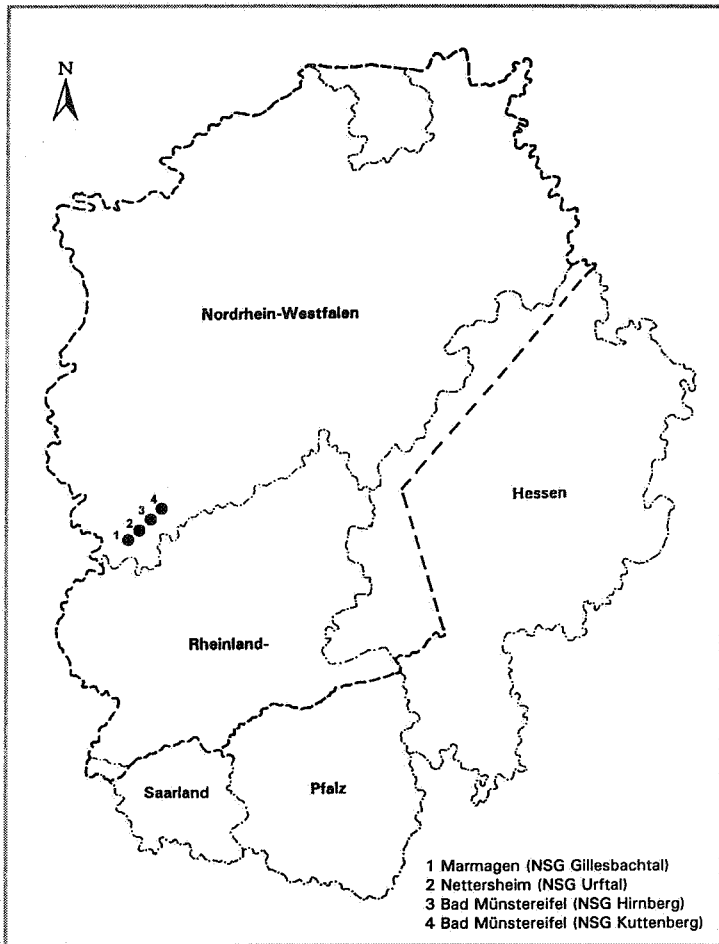 N
Nordrhein-Westfalen
Hessen
4
3
2
1
Rheinland-
Saarland
Pfalz
1 Marmagen (NSG Gillesbachtal)
2 Nettersheim (NSG Urftal)
3 Bad Münstereifel (NSG Hirnberg)
4 Bad Münstereifel (NSG Kuttenberg)